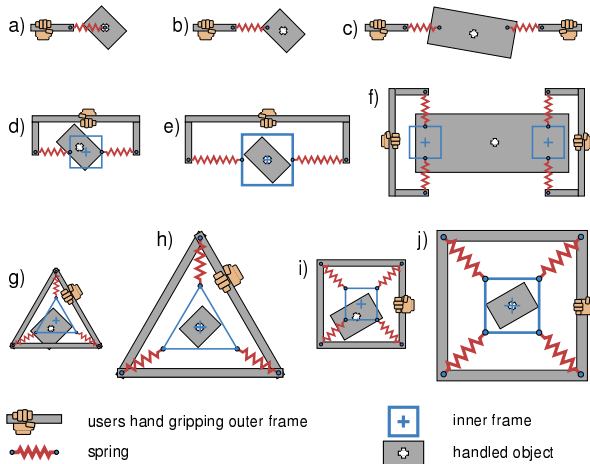 a)
b)
c)
d)
e)
f)
g)
h)
i)
j)
users hand gripping outer frame
inner frame
spring
handled object